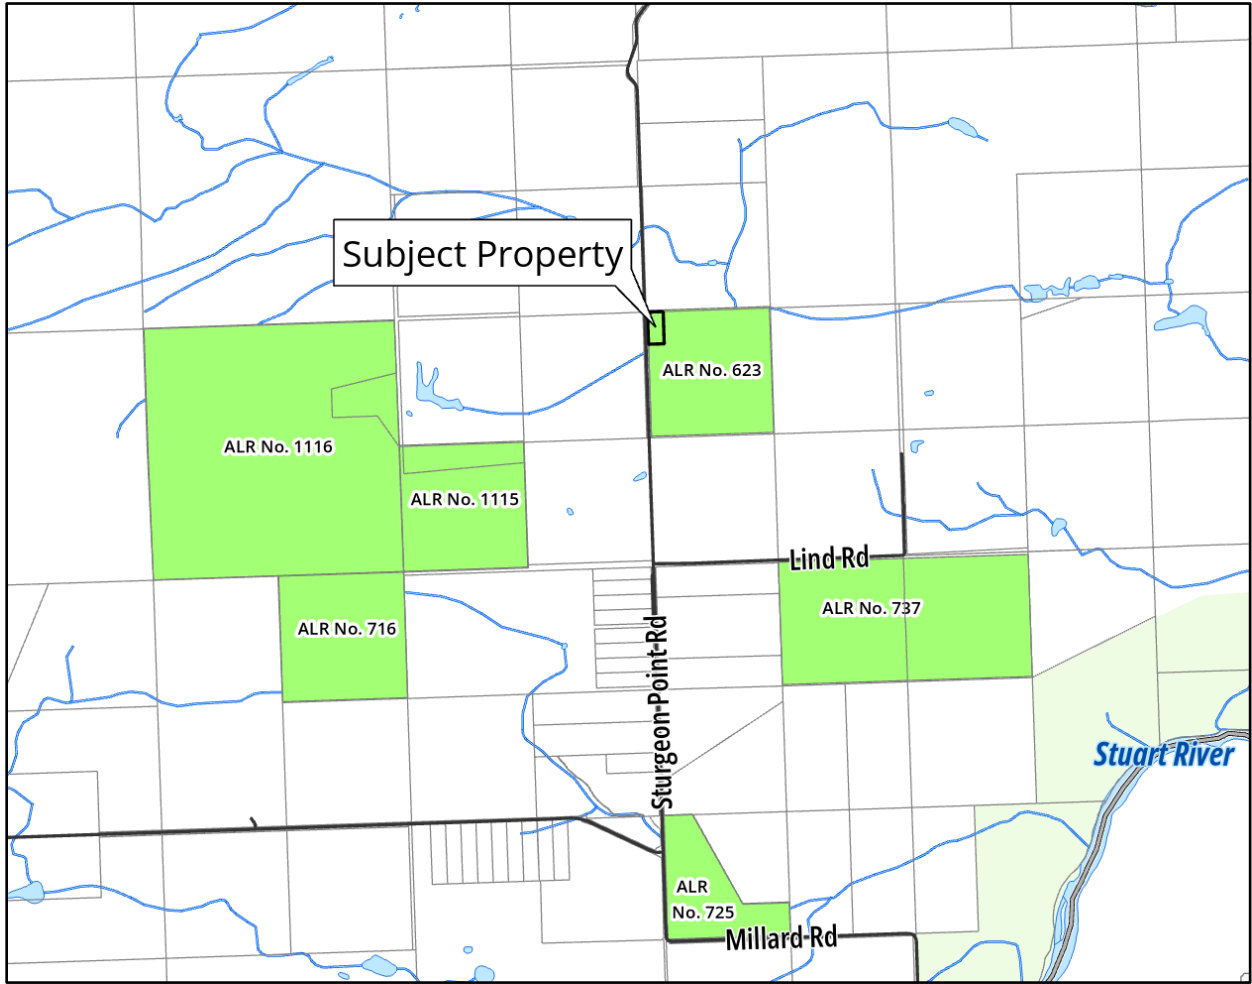 Subject Property
ALR No. 623
ALR No. 1116
ALR No. 1115
Lind Rd
ALR No. 737
ALR No. 716
Sturgeon Point Rd
Stuart River
ALR
No. 725
Millard Rd